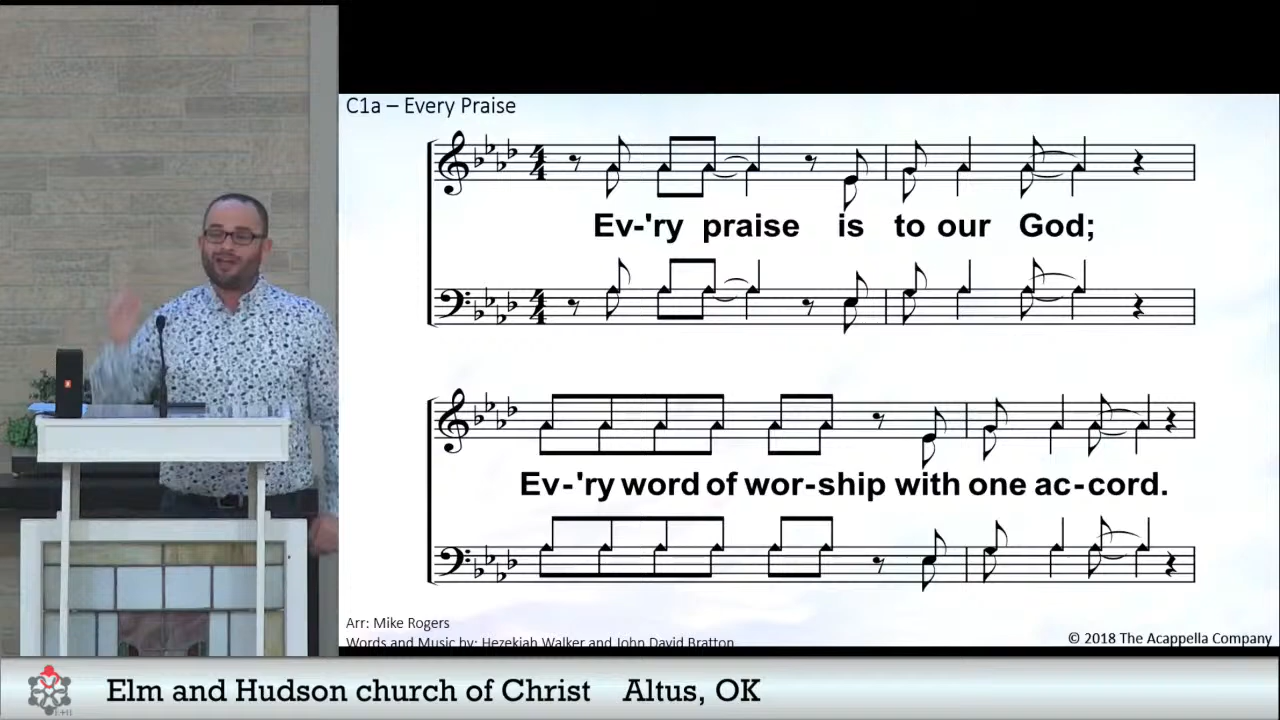 C1a – Every Praise
Ev-'ry praise is to our God;
Ev-'ry word of wor-ship with one ac-cord.
Arr: Mike Rogers
Words and Music by: Hezekiah Walker and John David Bratton
© 2018 The Acappella Company
Elm and Hudson church of Christ Altus, OK